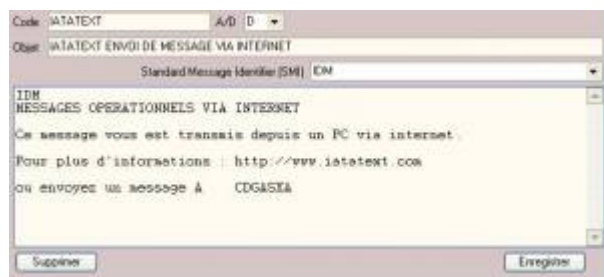 Code IATATEXT A/D D
Objet IATATEXT ENVOI DE MESSAGE VIA INTERNET
Standard Message Identifier (SMI) IDM
IDM
MESSAGES OPERATIONNELS VIA INTERNET
Ce message vous est transmis depuis un PC via internet.
Pour plus d'informations : http://www.iatatext.com
ou envoyez un message A CDGASXA
Supprimer Enregistrer